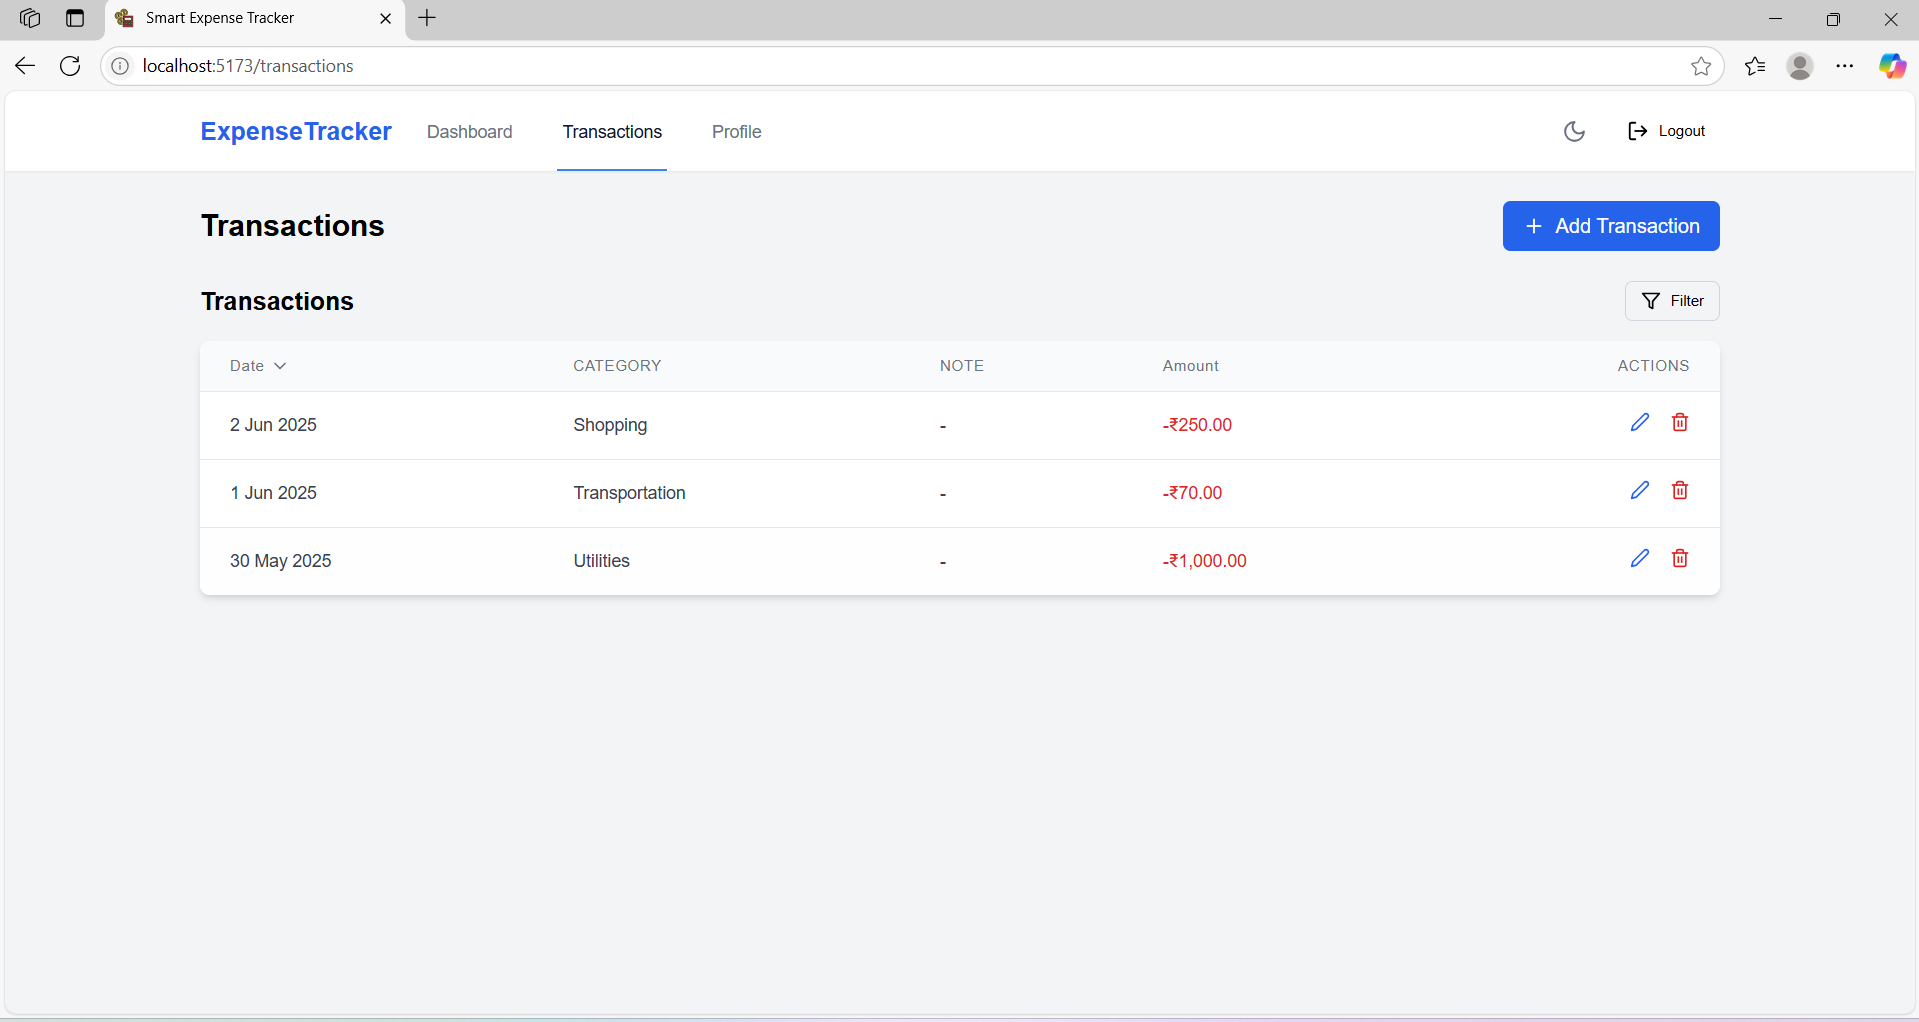 Smart Expense Tracker
localhost:5173/transactions
ExpenseTracker Dashboard Transactions Profile Logout
Transactions + Add Transaction
Transactions Filter
Date CATEGORY NOTE Amount ACTIONS
2 Jun 2025 Shopping - -₹250.00
1 Jun 2025 Transportation - -₹70.00
30 May 2025 Utilities - -₹1,000.00